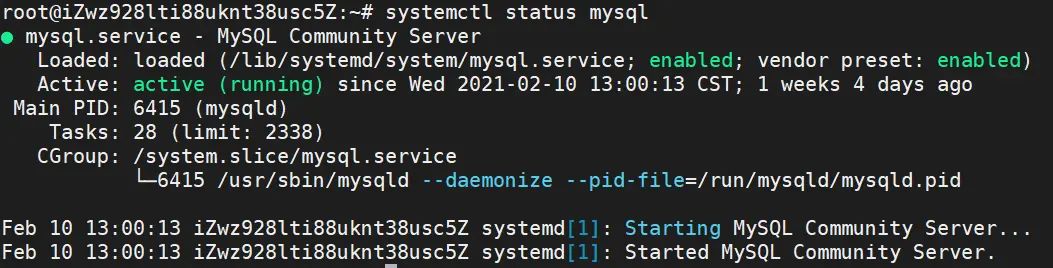 root@iZwz928lti88uknt38usc5Z:~# systemctl status mysql
● mysql.service - MySQL Community Server
   Loaded: loaded (/lib/systemd/system/mysql.service; enabled; vendor preset: enabled)
   Active: active (running) since Wed 2021-02-10 13:00:13 CST; 1 weeks 4 days ago
 Main PID: 6415 (mysqld)
    Tasks: 28 (limit: 2338)
   CGroup: /system.slice/mysql.service
           └─6415 /usr/sbin/mysqld --daemonize --pid-file=/run/mysqld/mysqld.pid
Feb 10 13:00:13 iZwz928lti88uknt38usc5Z systemd[1]: Starting MySQL Community Server...
Feb 10 13:00:13 iZwz928lti88uknt38usc5Z systemd[1]: Started MySQL Community Server.